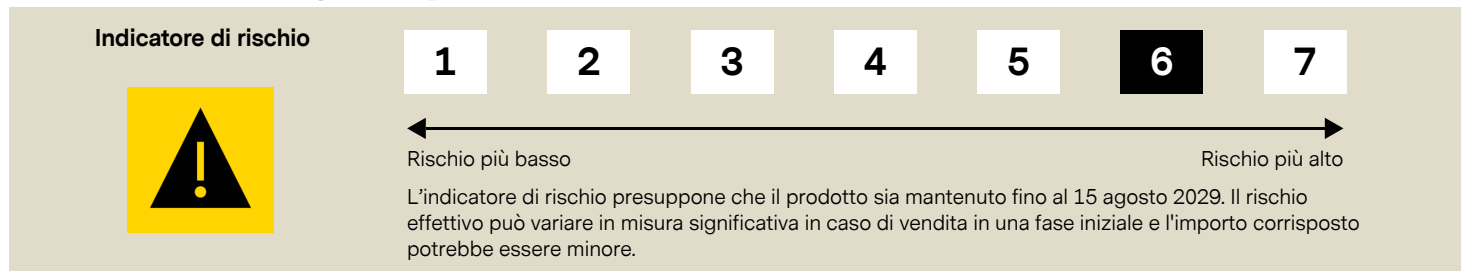 Indicatore di rischio
1 2 3 4 5 6 7
!
Rischio più basso
Rischio più alto
L'indicatore di rischio presuppone che il prodotto sia mantenuto fino al 15 agosto 2029. Il rischio
effettivo può variare in misura significativa in caso di vendita in una fase iniziale e l'importo corrisposto
potrebbe essere minore.